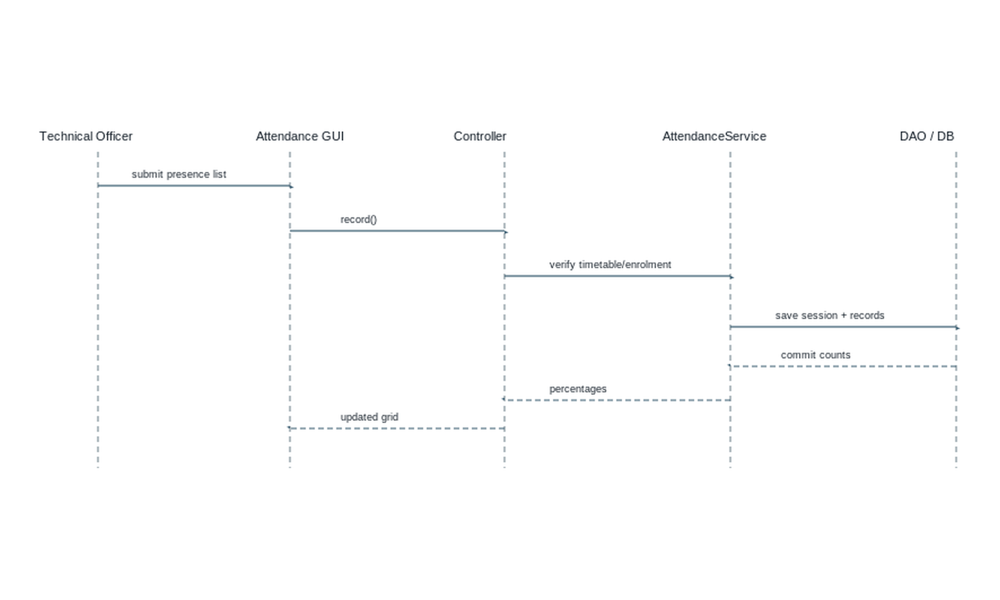 Technical Officer
Attendance GUI
Controller
AttendanceService
DAO / DB
submit presence list
record()
verify timetable/enrolment
save session + records
commit counts
percentages
updated grid